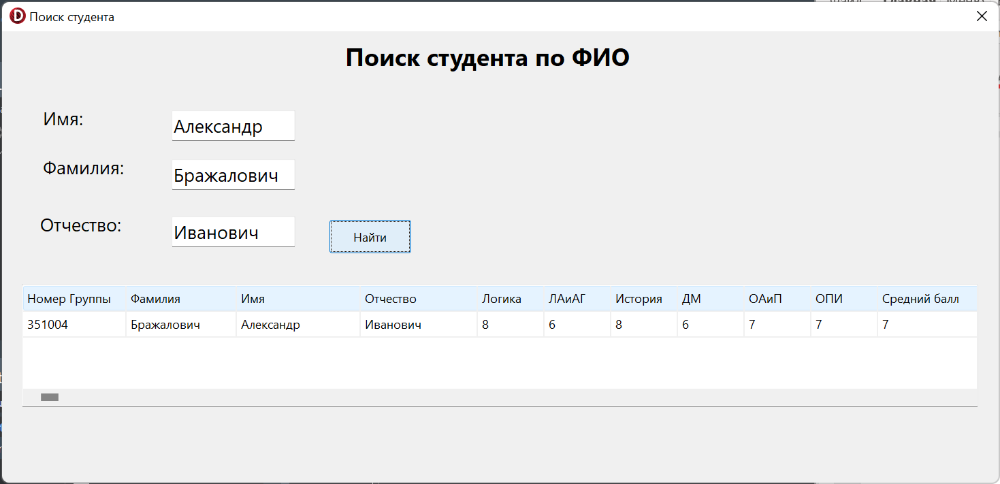 Поиск студента
Поиск студента по ФИО
Имя:
Александр
Фамилия:
Бражалович
Отчество:
Иванович
Найти
Номер Группы Фамилия Имя Отчество Логика ЛАиАГ История ДМ ОАиП ОПИ Средний балл
351004 Бражалович Александр Иванович 8 6 8 6 7 7 7